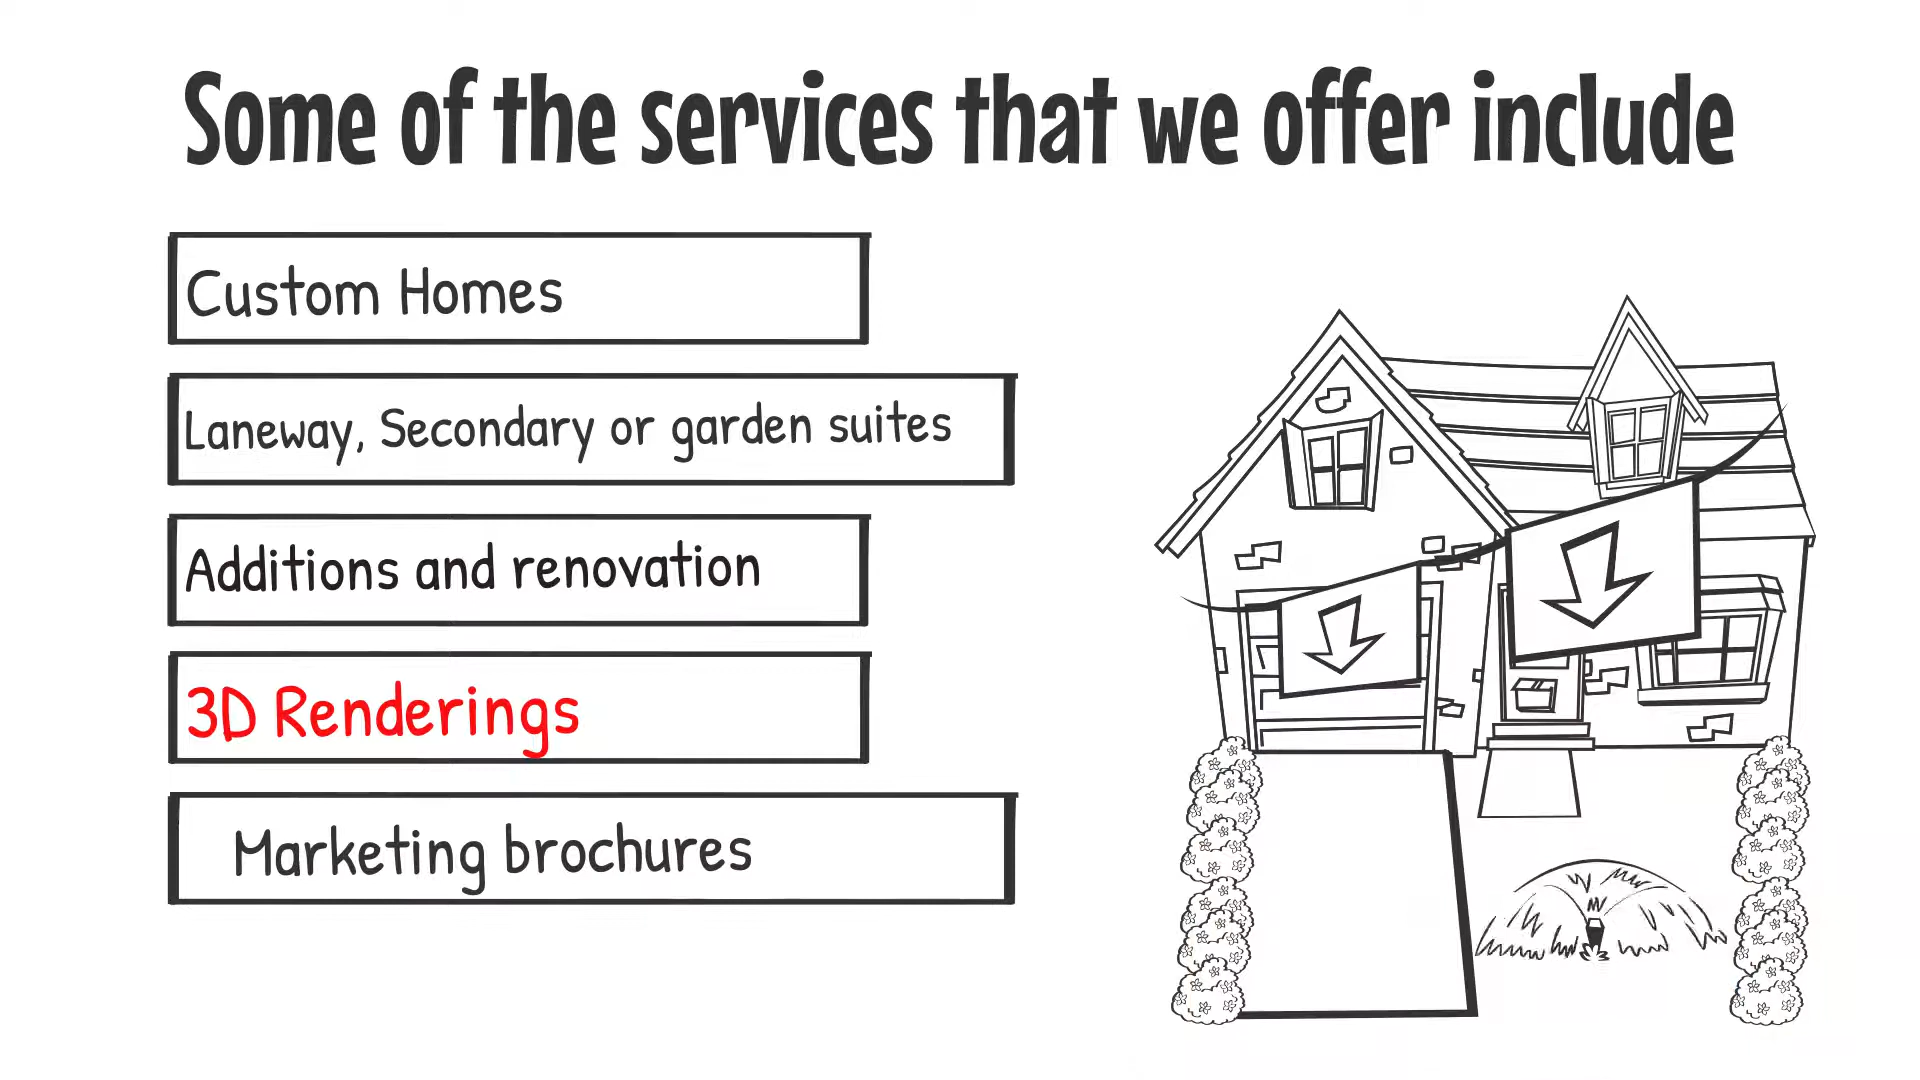 Some of the services that we offer include
Custom Homes
Laneway, Secondary or garden suites
Additions and renovation
3D Renderings
Marketing brochures